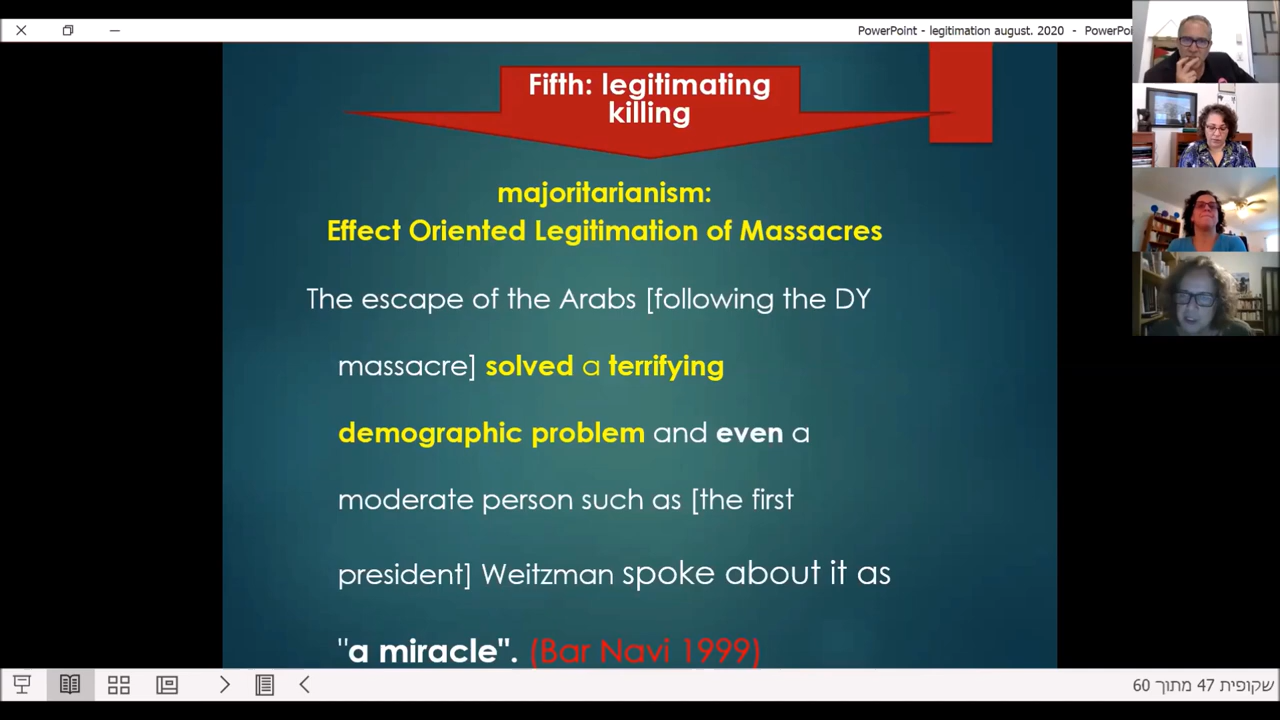 PowerPoint - legitimation august. 2020 - PowerPoi
Fifth: legitimating
killing
majoritarianism:
Effect Oriented Legitimation of Massacres
The escape of the Arabs [following the DY
massacre] solved a terrifying
demographic problem and even a
moderate person such as [the first
president] Weitzman spoke about it as
"a miracle". (Bar Navi 1999)
שקופית 47 מתוך 60